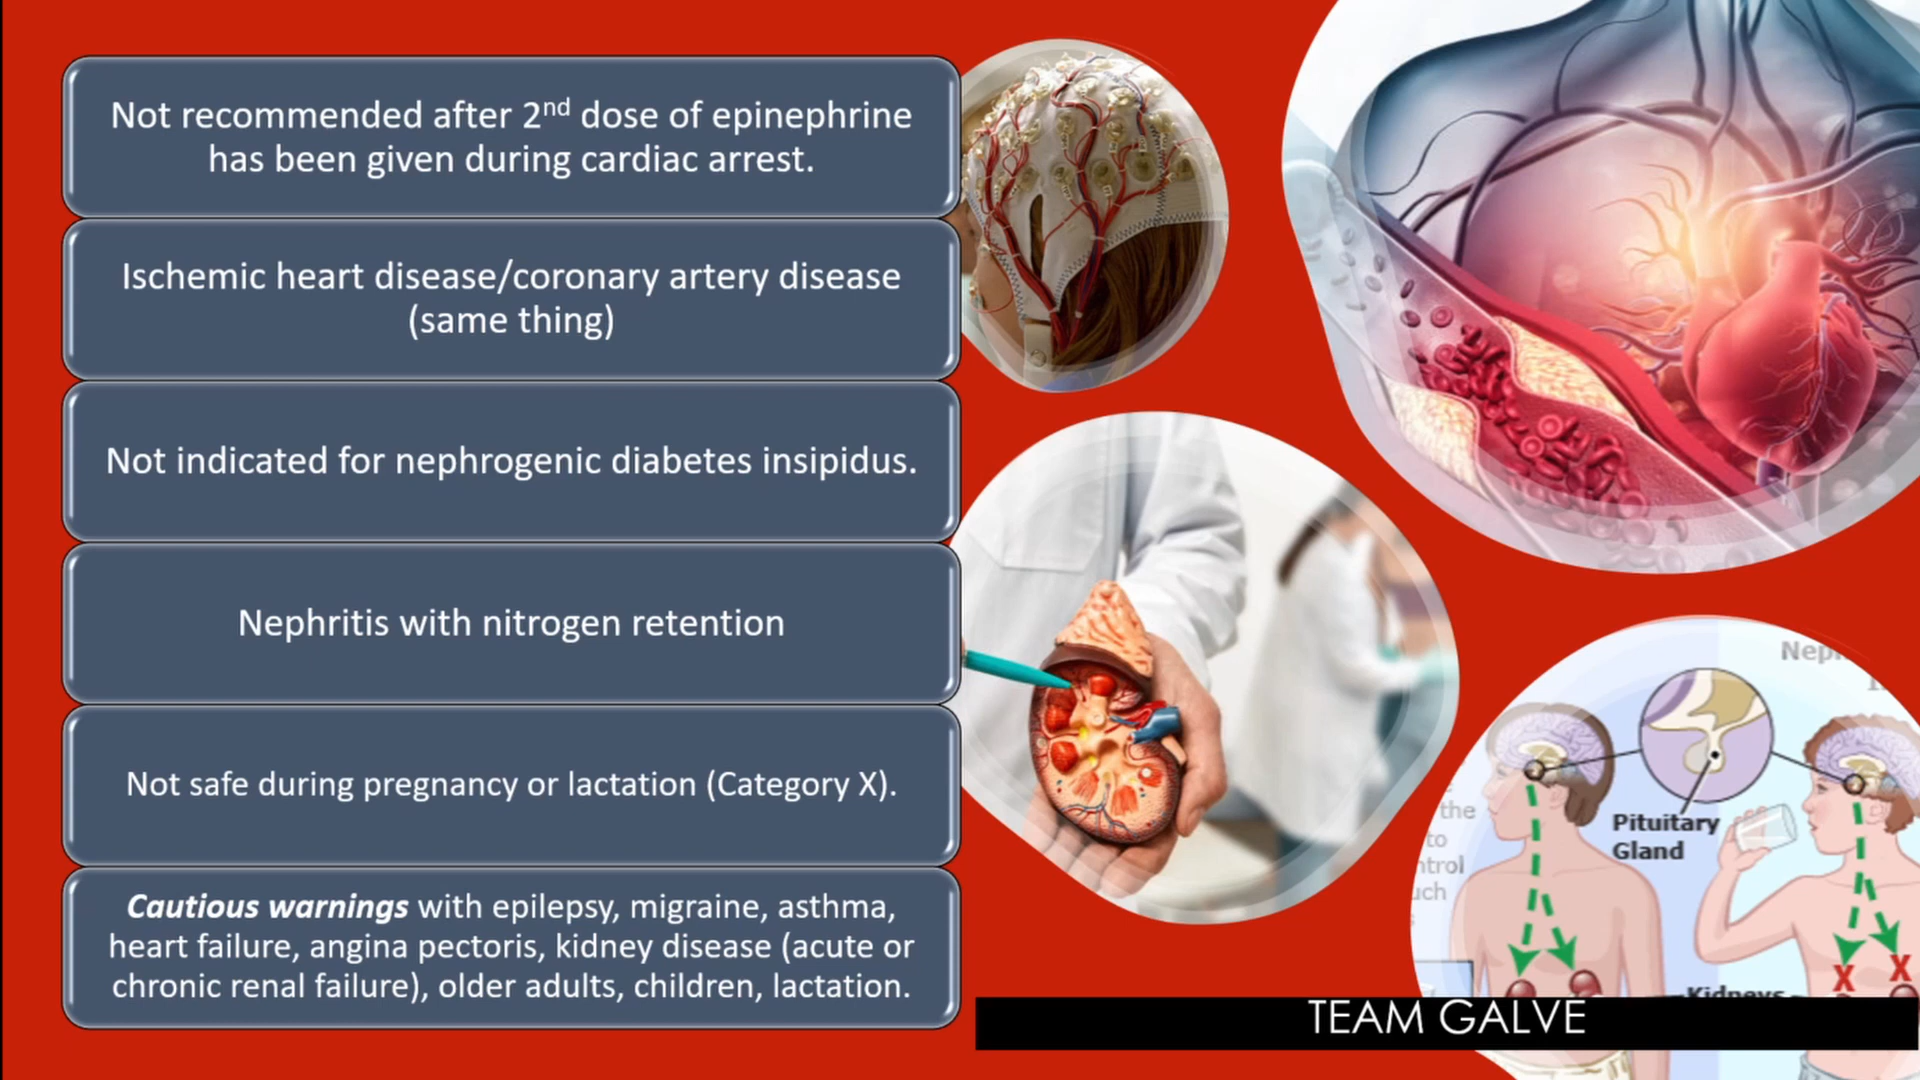 Not recommended after 2nd dose of epinephrine
has been given during cardiac arrest.
Ischemic heart disease/coronary artery disease
(same thing)
Not indicated for nephrogenic diabetes insipidus.
Nephritis with nitrogen retention
Not safe during pregnancy or lactation (Category X).
Cautious warnings with epilepsy, migraine, asthma,
heart failure, angina pectoris, kidney disease (acute or
chronic renal failure), older adults, children, lactation.
the
to
Pituitary
Gland
X X
Kidneys
TEAM GALVE